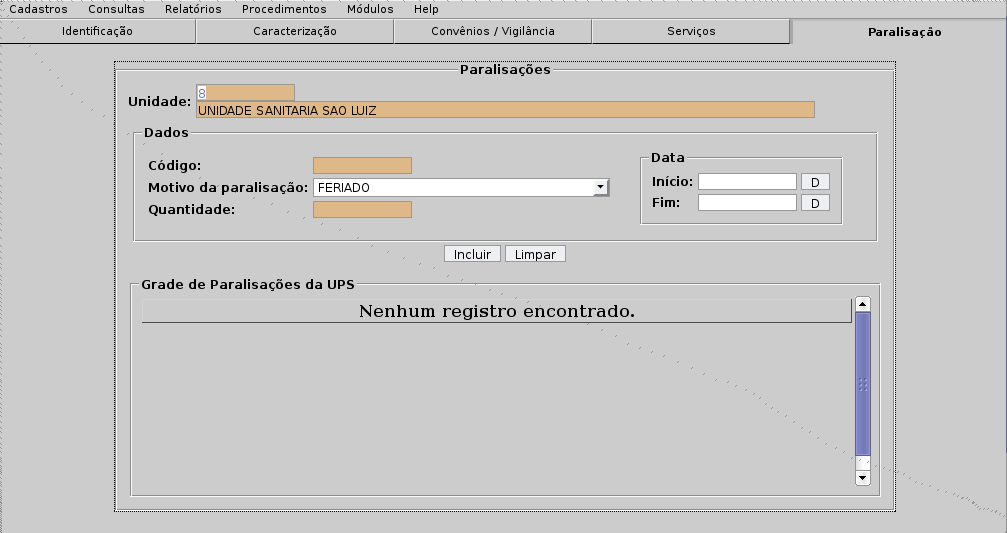 Cadastros Consultas Relatórios Procedimentos Módulos Help
Identificação Caracterização Convênios / Vigilância Serviços Paralisação
Paralisações
Unidade: 8
UNIDADE SANITARIA SAO LUIZ
Dados
Código:
Motivo da paralisação: FERIADO
Quantidade:
Data
Início: D
Fim: D
Incluir Limpar
Grade de Paralisações da UPS
Nenhum registro encontrado.